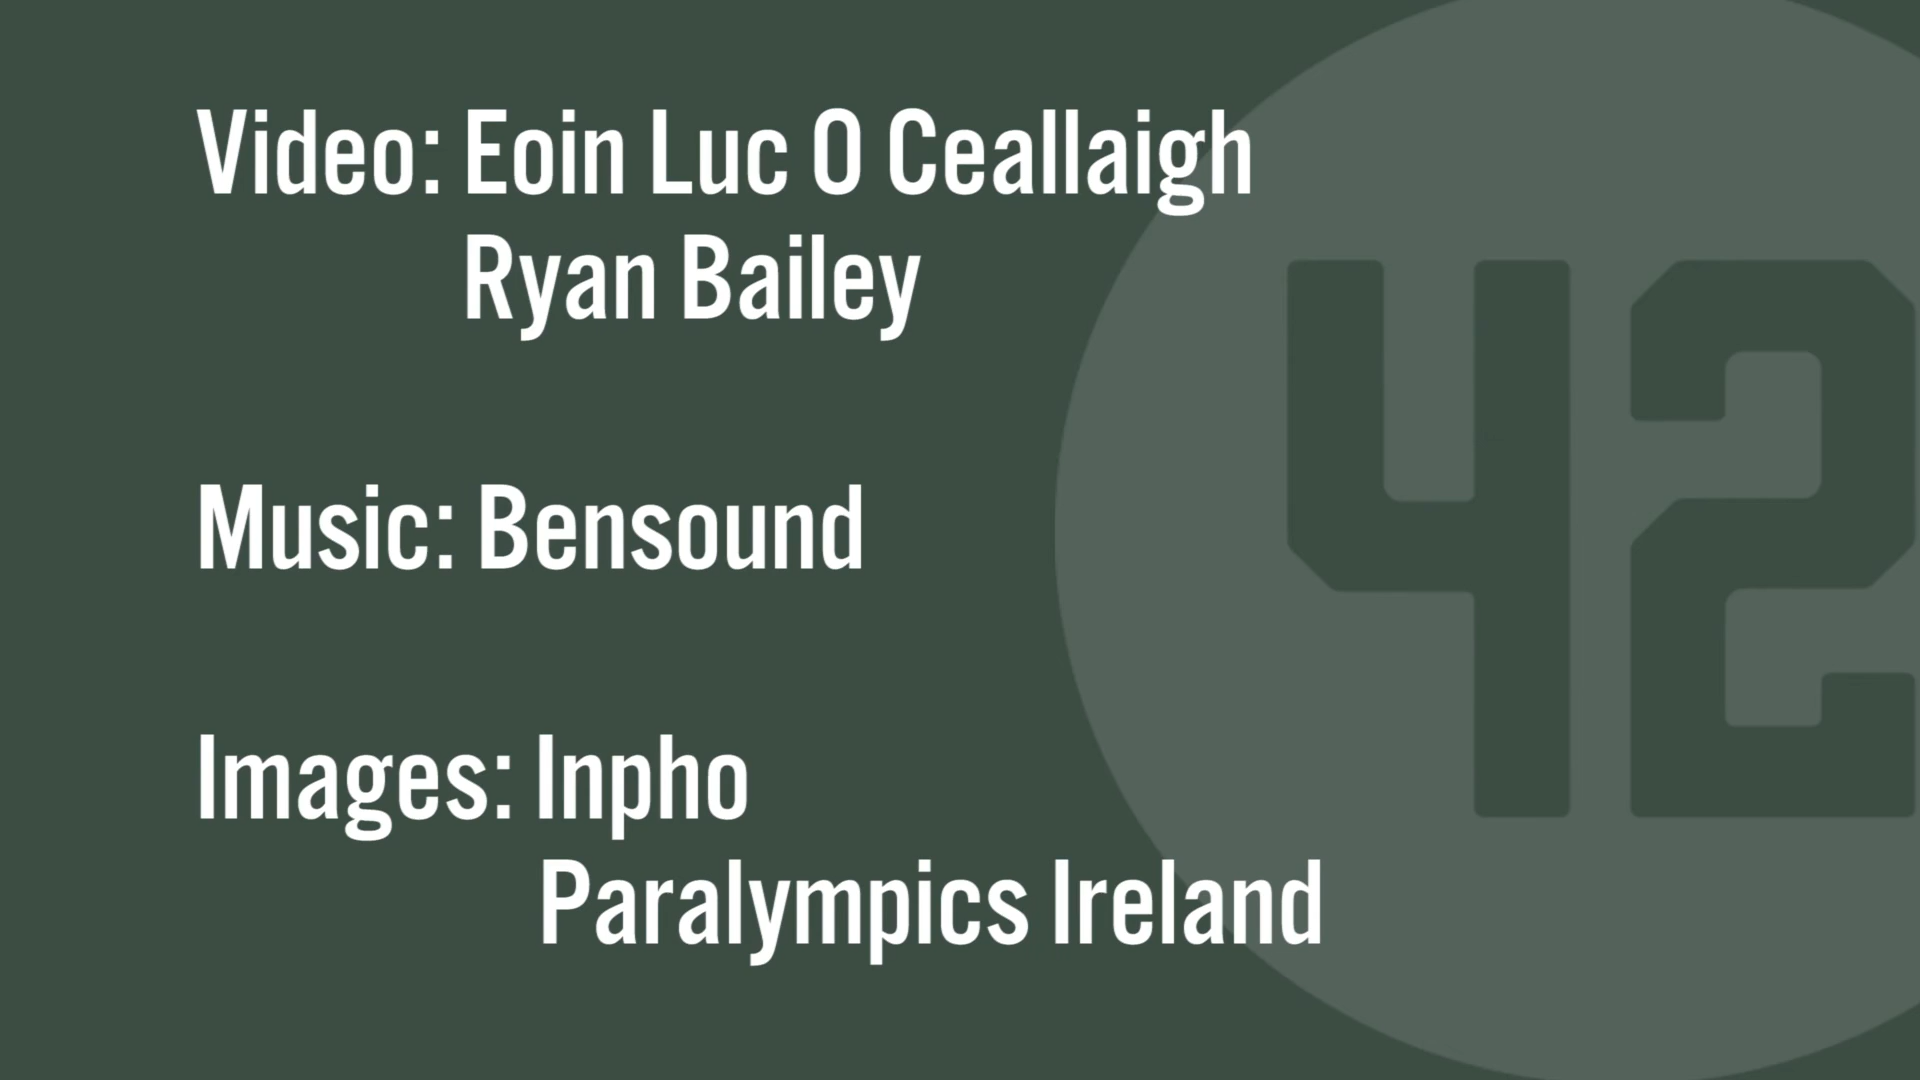 Video: Eoin Luc O Ceallaigh
Ryan Bailey
Music: Bensound
Images: Inpho
Paralympics Ireland
42